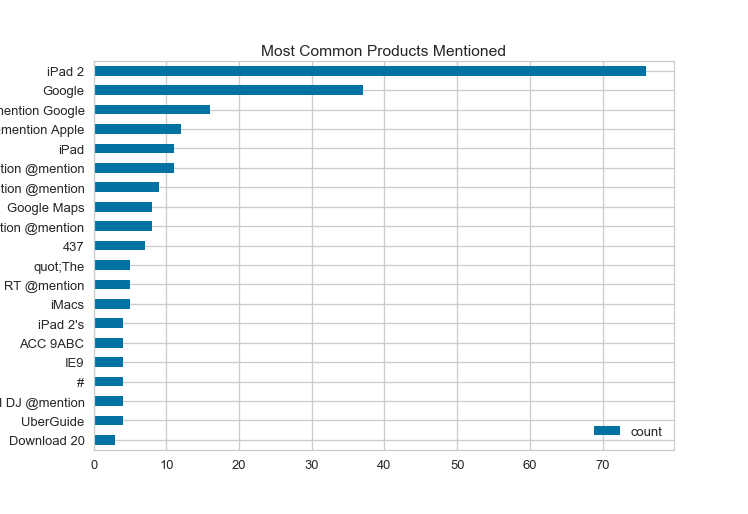 Most Common Products Mentioned
iPad 2
Google
mention Google
mention Apple
iPad
tion @mention
tion @mention
Google Maps
tion @mention
437
quot;The
RT @mention
iMacs
iPad 2's
ACC 9ABC
IE9
#
DJ @mention
UberGuide
Download 20
count
0 10 20 30 40 50 60 70